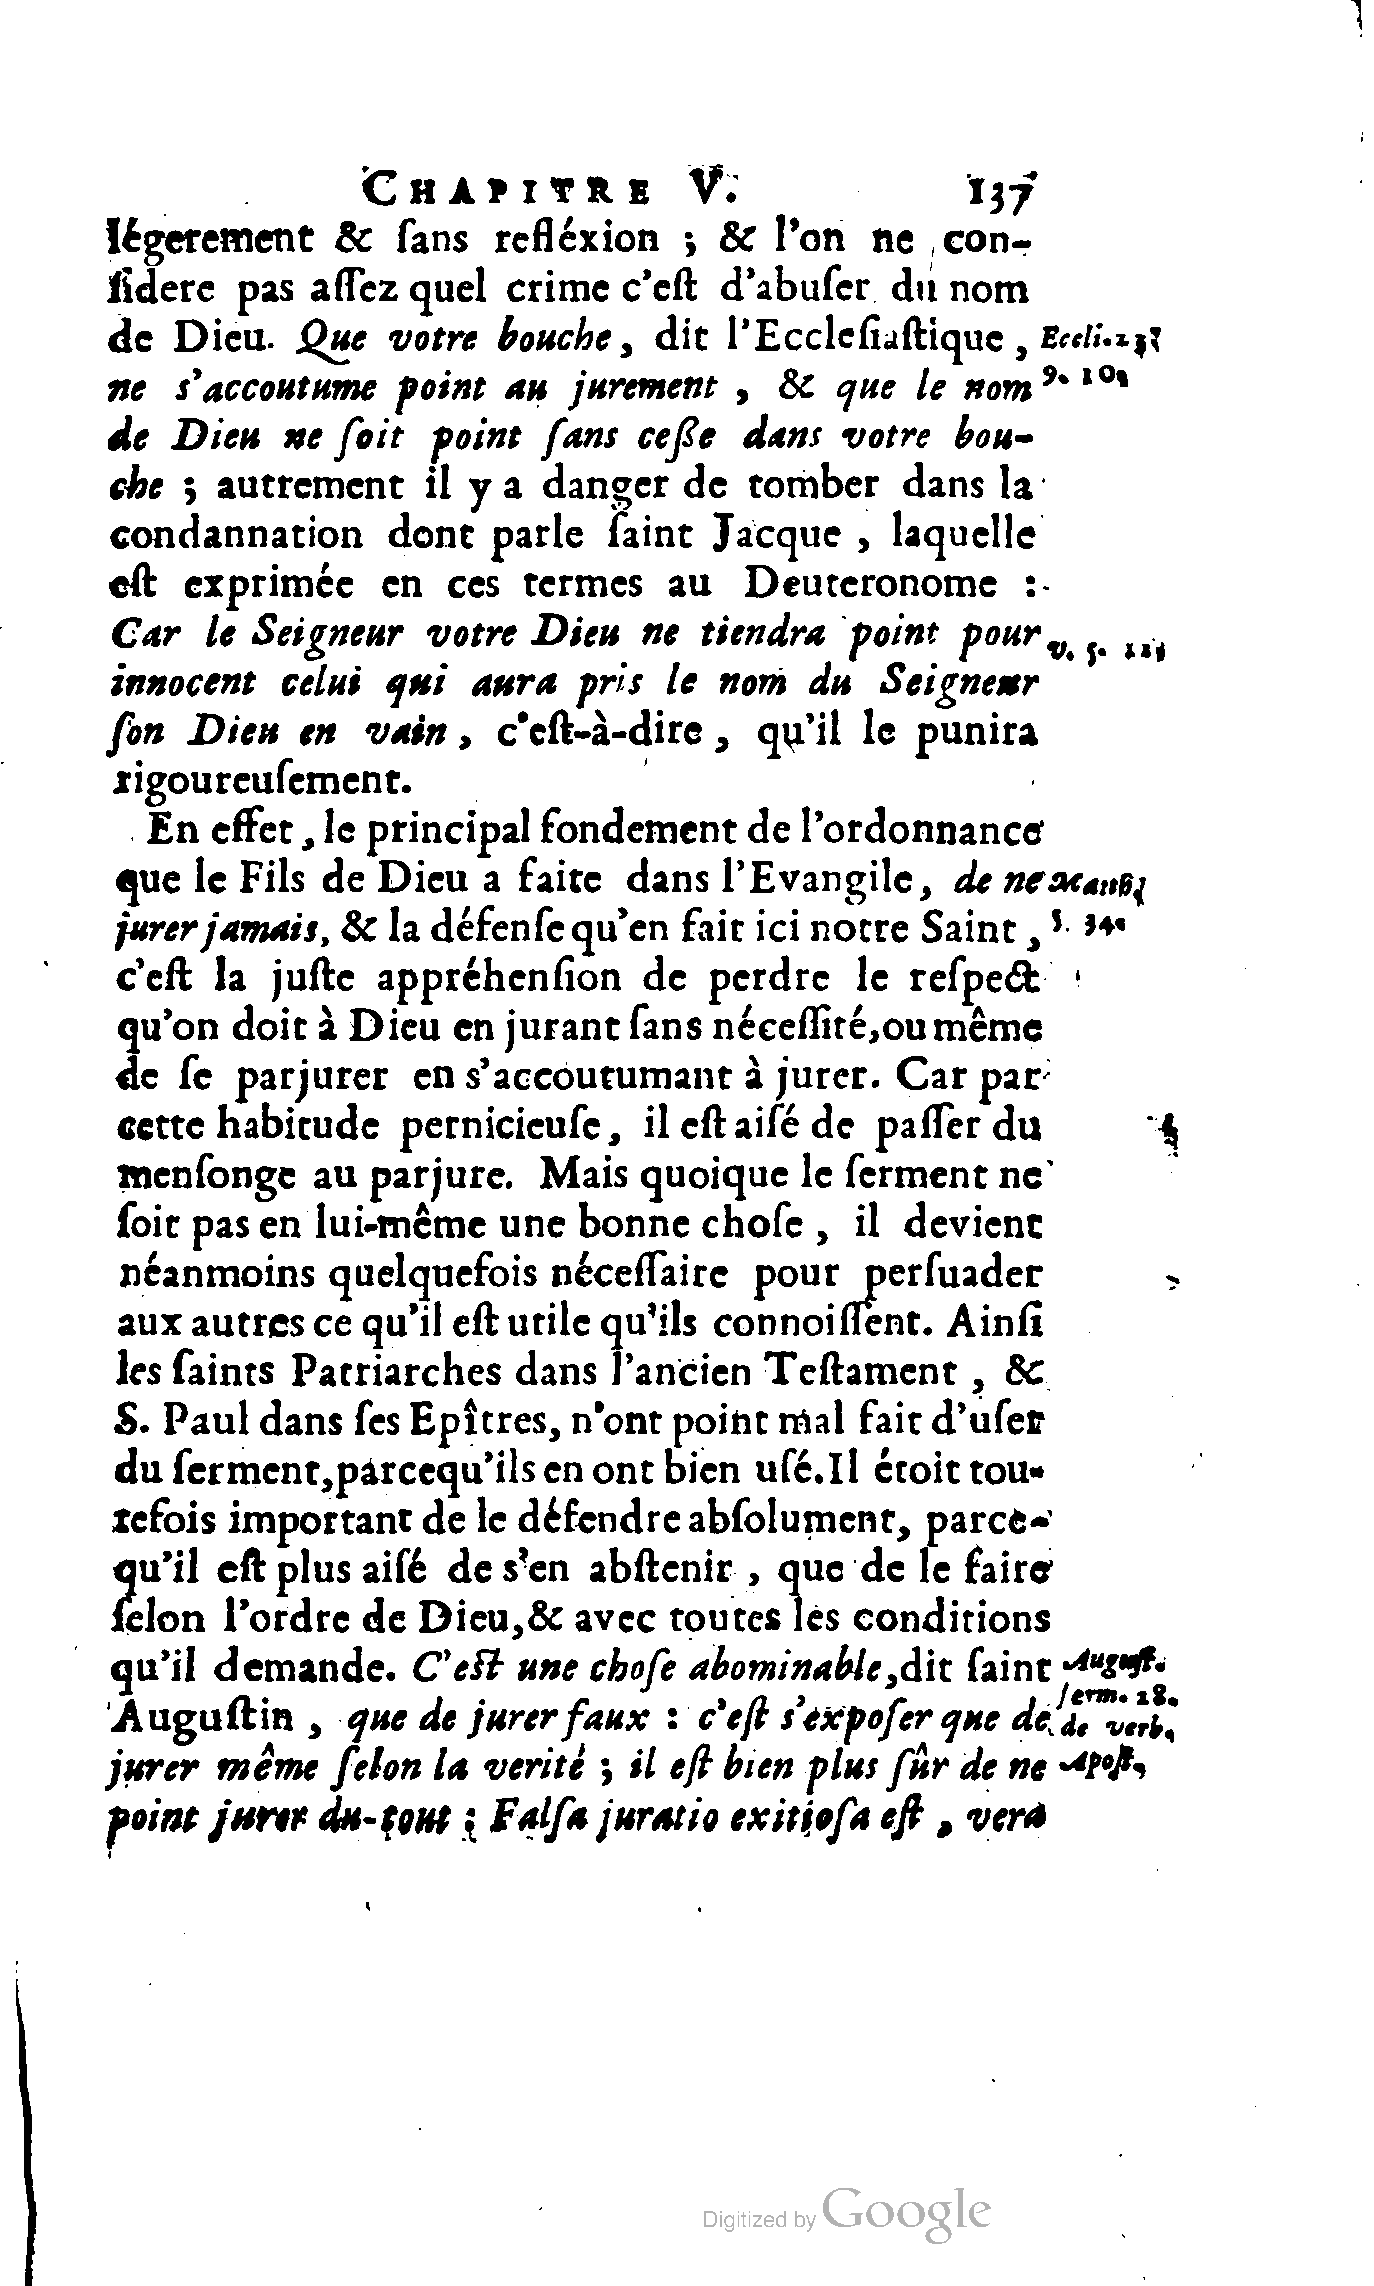 CHAPITRE V. 137
légerement & ſans refléxion ; & l'on ne con-
ſidere pas aſſez quel crime c'eſt d'abuſer du nom
de Dieu. Que votre bouche, dit l'Eccleſiaſtique,
Eccli. 23.
ne s'accoutume point au jurement, & que le nom
9. 10.
de Dieu ne ſoit point ſans ceſſe dans votre bou-
che ; autrement il y a danger de tomber dans la
condannation dont parle ſaint Jacque, laquelle
eſt exprimée en ces termes au Deuteronome :
Car le Seigneur votre Dieu ne tiendra point pour
v. 5. 11.
innocent celui qui aura pris le nom du Seigneur
ſon Dieu en vain, c'eſt-à-dire, qu'il le punira
rigoureuſement.
En effet, le principal fondement de l'ordonnance
que le Fils de Dieu a faite dans l'Evangile, de ne
jurer jamais, & la défenſe qu'en fait ici notre Saint,
5. 34.
c'eſt la juſte appréhenſion de perdre le reſpect
qu'on doit à Dieu en jurant ſans néceſſité, ou même
de ſe parjurer en s'accoutumant à jurer. Car par
cette habitude pernicieuſe, il eſt aiſé de paſſer du
menſonge au parjure. Mais quoique le ſerment ne
ſoit pas en lui-même une bonne choſe, il devient
néanmoins quelquefois néceſſaire pour perſuader
aux autres ce qu'il eſt utile qu'ils connoiſſent. Ainſi
les ſaints Patriarches dans l'ancien Teſtament, &
S. Paul dans ſes Epîtres, n'ont point mal fait d'uſer
du ſerment, parcequ'ils en ont bien uſé. Il étoit tou-
tefois important de le défendre abſolument, parce-
qu'il eſt plus aiſé de s'en abſtenir, que de le faire
ſelon l'ordre de Dieu, & avec toutes les conditions
qu'il demande. C'eſt une choſe abominable, dit ſaint
Auguſt.
ſerm. 28.
Auguſtin, que de jurer faux : c'eſt s'expoſer que de
de verb.
jurer même ſelon la verité ; il eſt bien plus ſûr de ne
Apoſt.
point jurer du-tout : Falſa juratio exitioſa eſt, vera
Digitized by Google